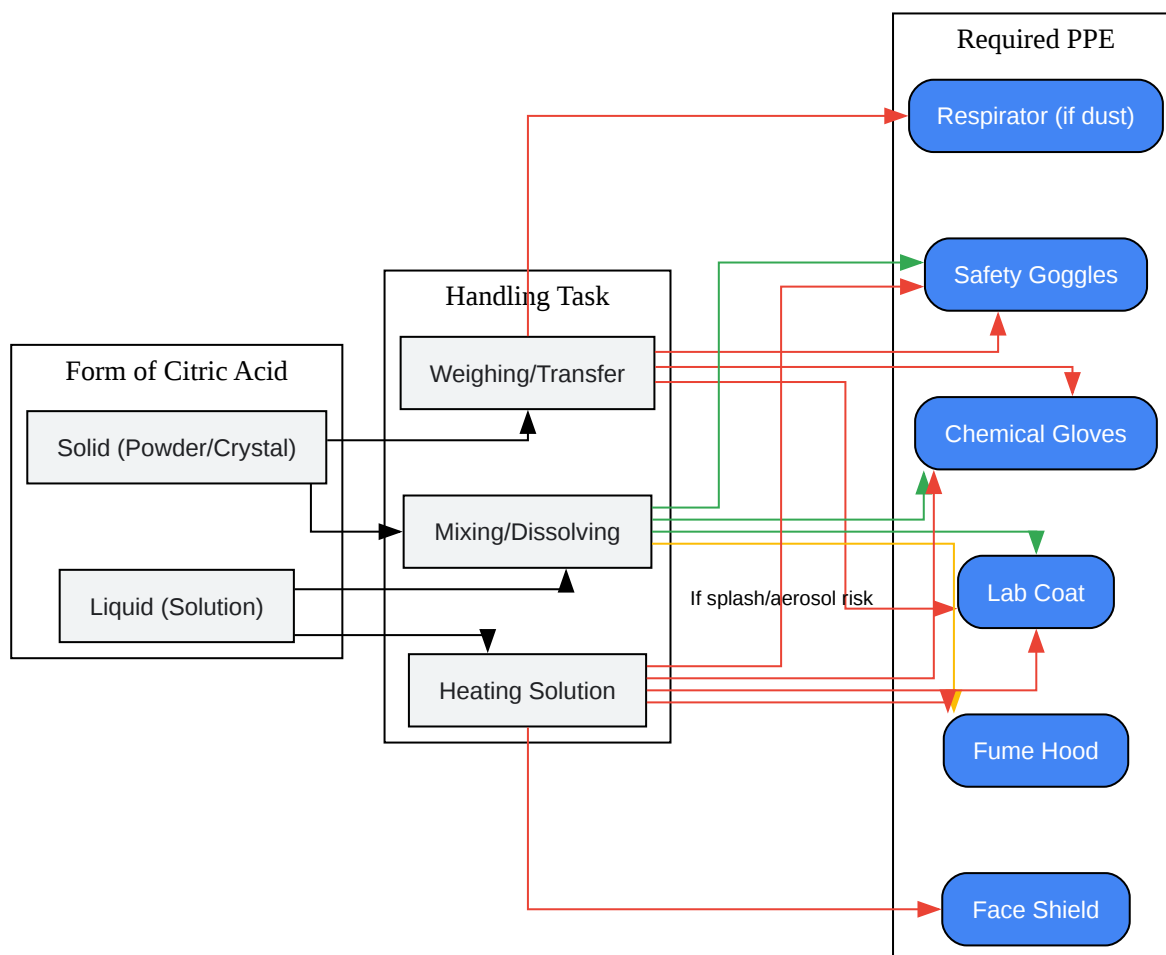 Form of Citric Acid
Solid (Powder/Crystal)
Liquid (Solution)
Handling Task
Weighing/Transfer
Mixing/Dissolving
Heating Solution
If splash/aerosol risk
Required PPE
Respirator (if dust)
Safety Goggles
Chemical Gloves
Lab Coat
Fume Hood
Face Shield